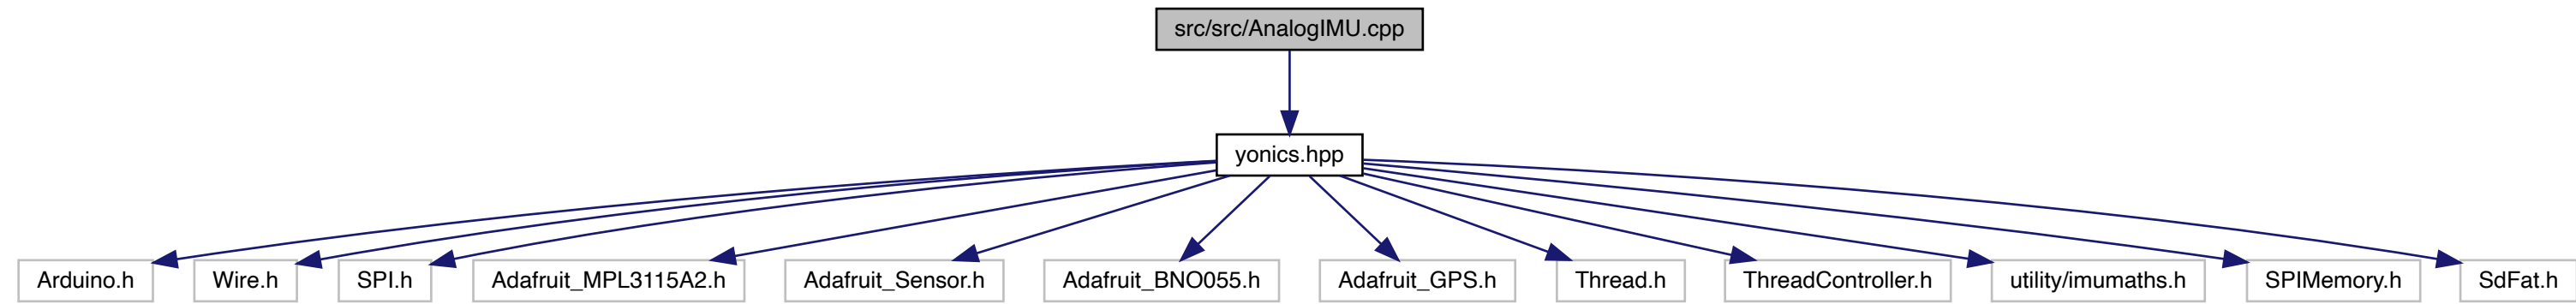 src/src/AnalogIMU.cpp
yonics.hpp
Arduino.h
Wire.h
SPI.h
Adafruit_MPL3115A2.h
Adafruit_Sensor.h
Adafruit_BNO055.h
Adafruit_GPS.h
Thread.h
ThreadController.h
utility/imumaths.h
SPIMemory.h
SdFat.h